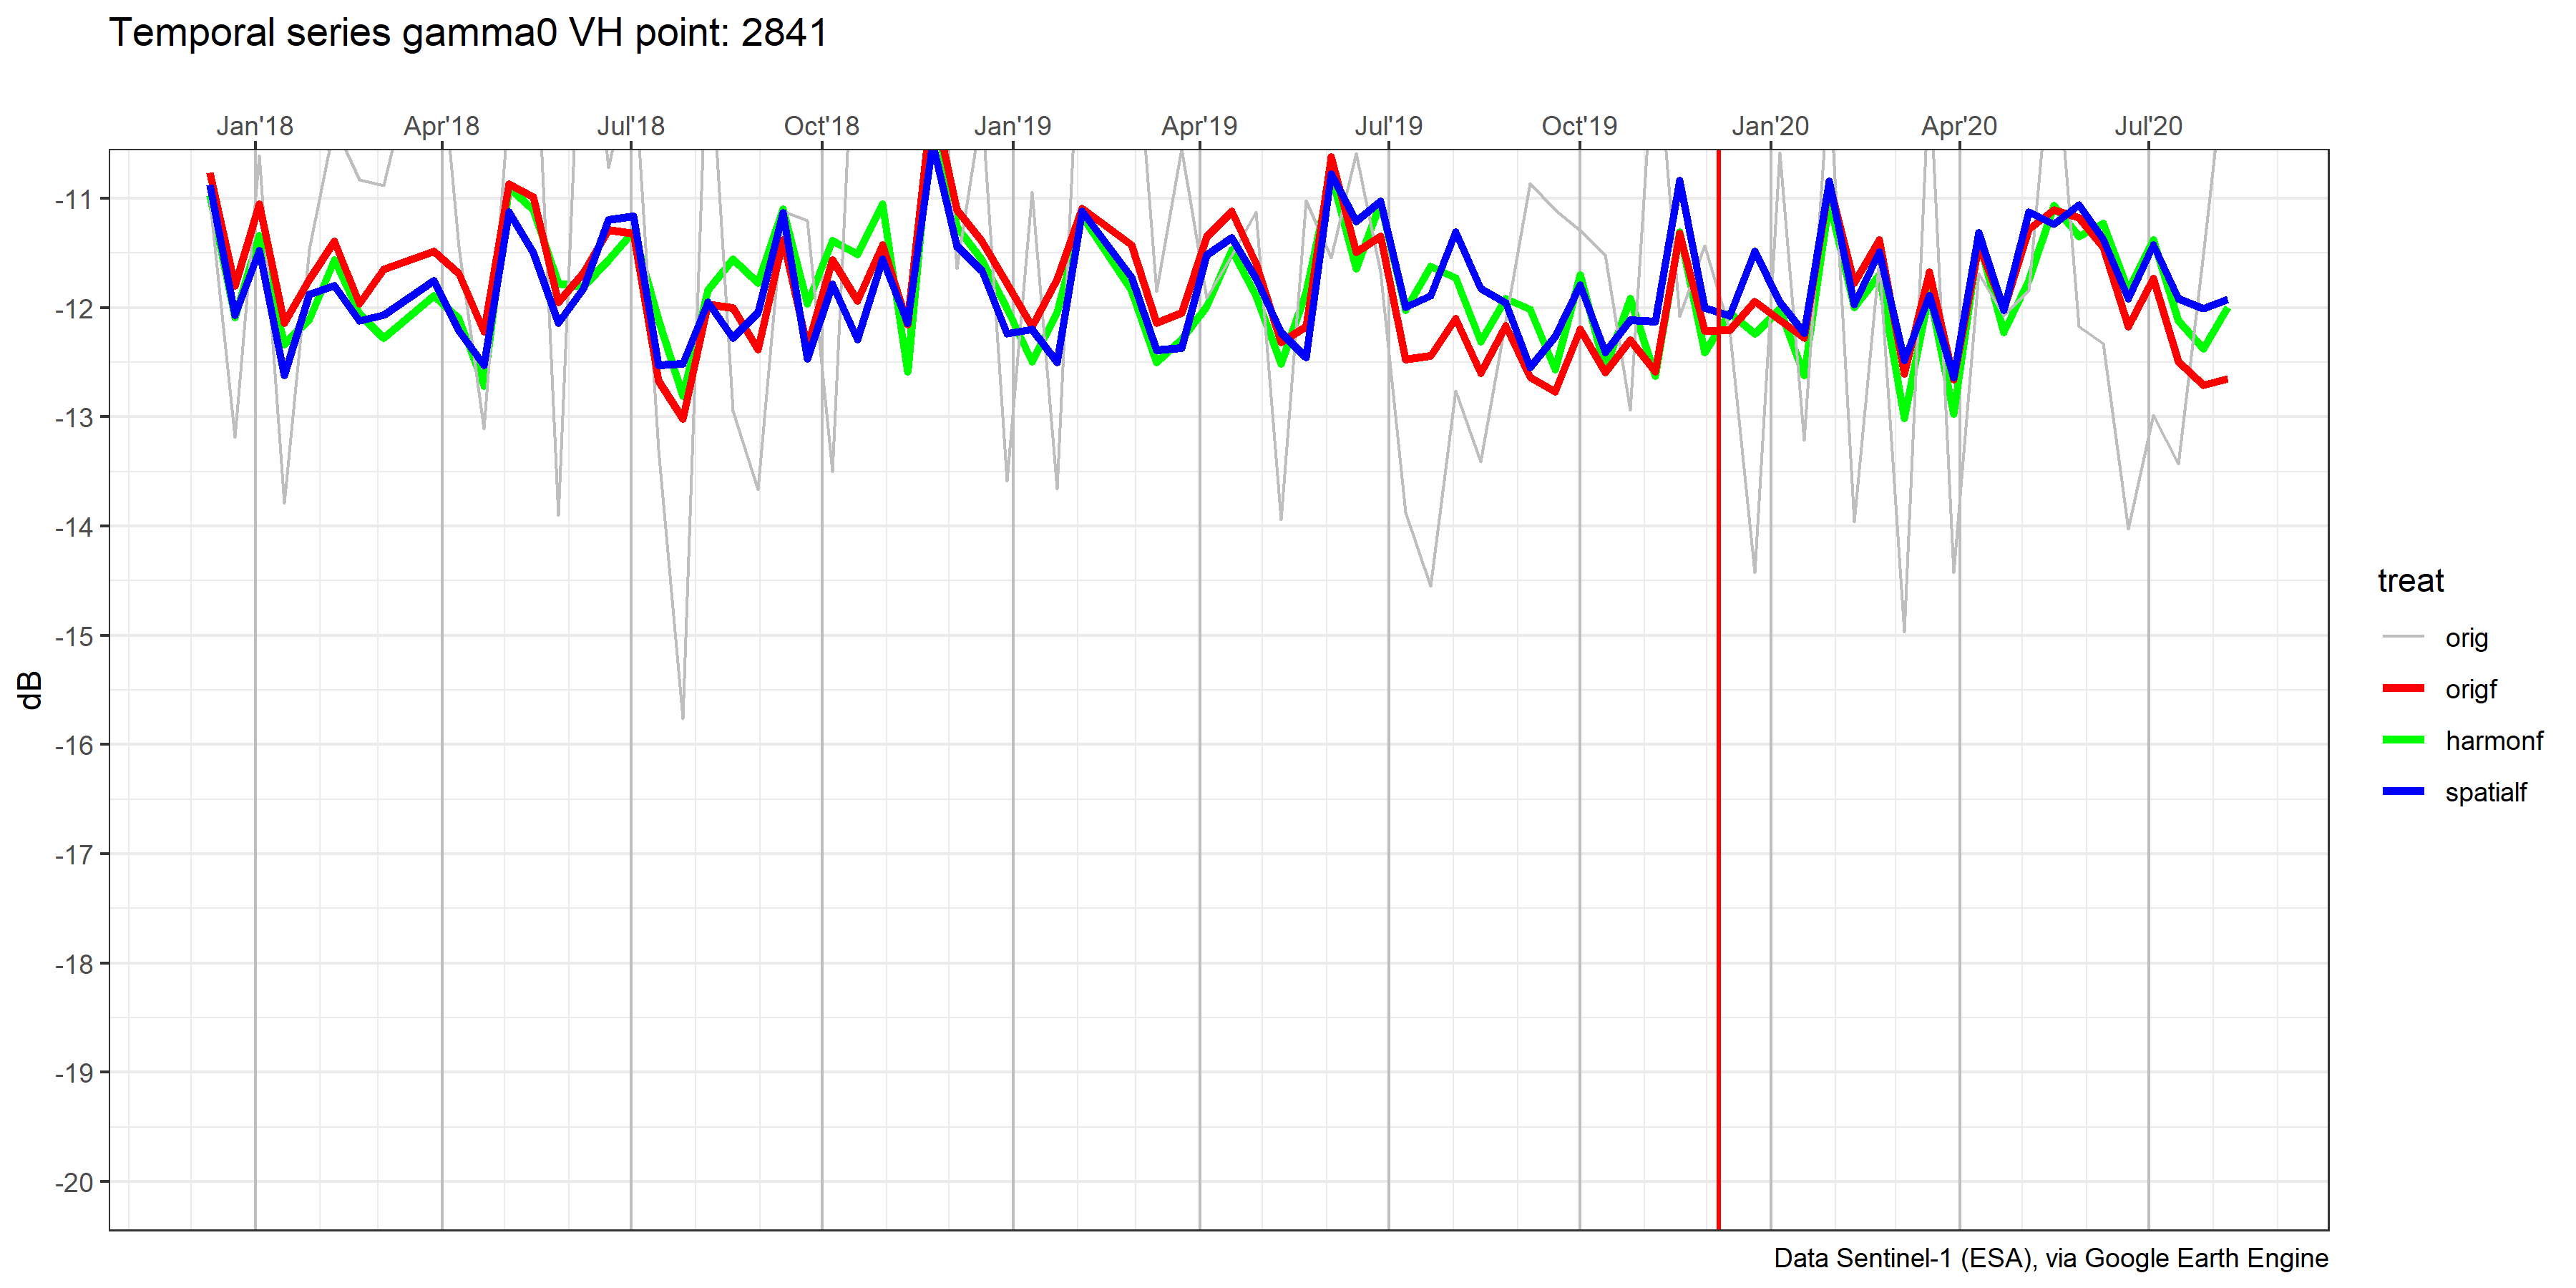 Temporal series gamma0 VH point: 2841
Jan'18 Apr'18 Jul'18 Oct'18 Jan'19 Apr'19 Jul'19 Oct'19 Jan'20 Apr'20 Jul'20
-11
-12
-13
-14
-15
-16
-17
-18
-19
-20
dB
treat
orig
origf
harmonf
spatialf
Data Sentinel-1 (ESA), via Google Earth Engine